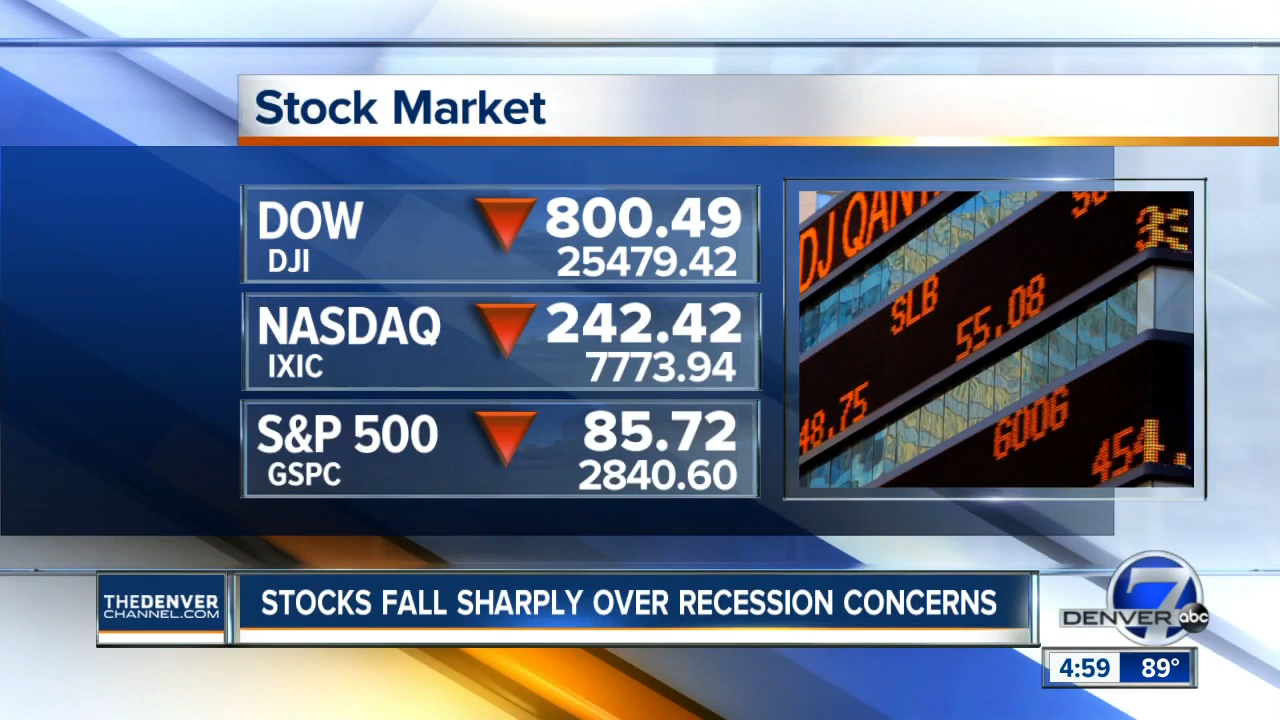 Stock Market
DOW 800.49
DJI 25479.42
NASDAQ 242.42
IXIC 7773.94
S&P 500 85.72
GSPC 2840.60
DJ QAN
SLB
55.08
48.75
600G
454.
THEDENVER
CHANNEL.COM
STOCKS FALL SHARPLY OVER RECESSION CONCERNS
7
DENVER abc
4:59 89°